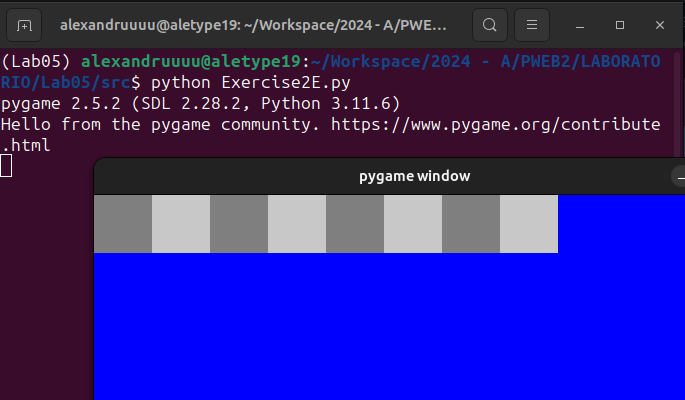 alexandruuuu@aletype19: ~/Workspace/2024 - A/PWE...
(Lab05) alexandruuuu@aletype19:~/Workspace/2024 - A/PWEB2/LABORATO
RIO/Lab05/src$ python Exercise2E.py
pygame 2.5.2 (SDL 2.28.2, Python 3.11.6)
Hello from the pygame community. https://www.pygame.org/contribute
.html
pygame window